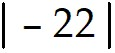 | – 22 |